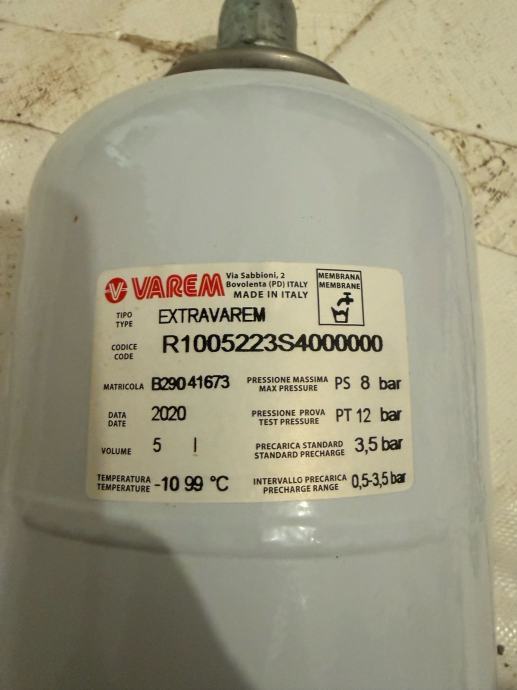 VAREM
Via Sabbioni, 2
Bovolenta (PD) ITALY
MADE IN ITALY
MEMBRANA
MEMBRANE
TIPO
TYPE
EXTRAVAREM
CODICE
CODE
R1005223S4000000
MATRICOLA B29041673
PRESSIONE MASSIMA
MAX PRESSURE
PS 8 bar
DATA
DATE
2020
PRESSIONE PROVA
TEST PRESSURE
PT 12 bar
VOLUME 5 l
PRECARICA STANDARD
STANDARD PRECHARGE
3,5 bar
TEMPERATURA
TEMPERATURE
-10 99 °C
INTERVALLO PRECARICA
PRECHARGE RANGE
0,5-3,5 bar